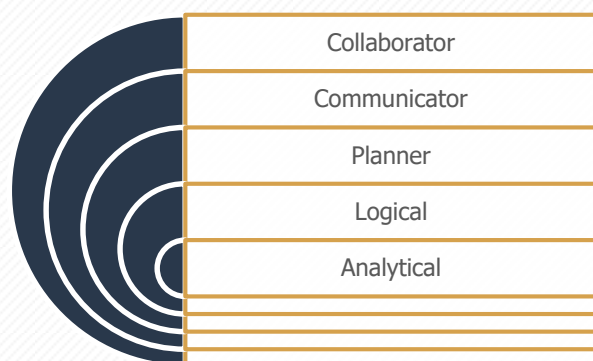 Collaborator
Communicator
Planner
Logical
Analytical